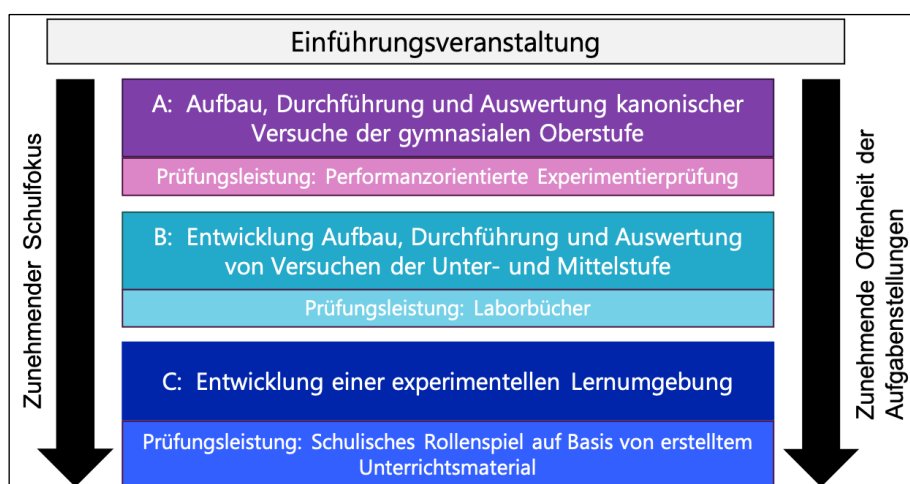 Einführungsveranstaltung
Zunehmender Schulfokus
A: Aufbau, Durchführung und Auswertung kanonischer
Versuche der gymnasialen Oberstufe
Prüfungsleistung: Performanzorientierte Experimentierprüfung
B: Entwicklung Aufbau, Durchführung und Auswertung
von Versuchen der Unter- und Mittelstufe
Prüfungsleistung: Laborbücher
C: Entwicklung einer experimentellen Lernumgebung
Prüfungsleistung: Schulisches Rollenspiel auf Basis von erstelltem
Unterrichtsmaterial
Zunehmende Offenheit der
Aufgabenstellungen